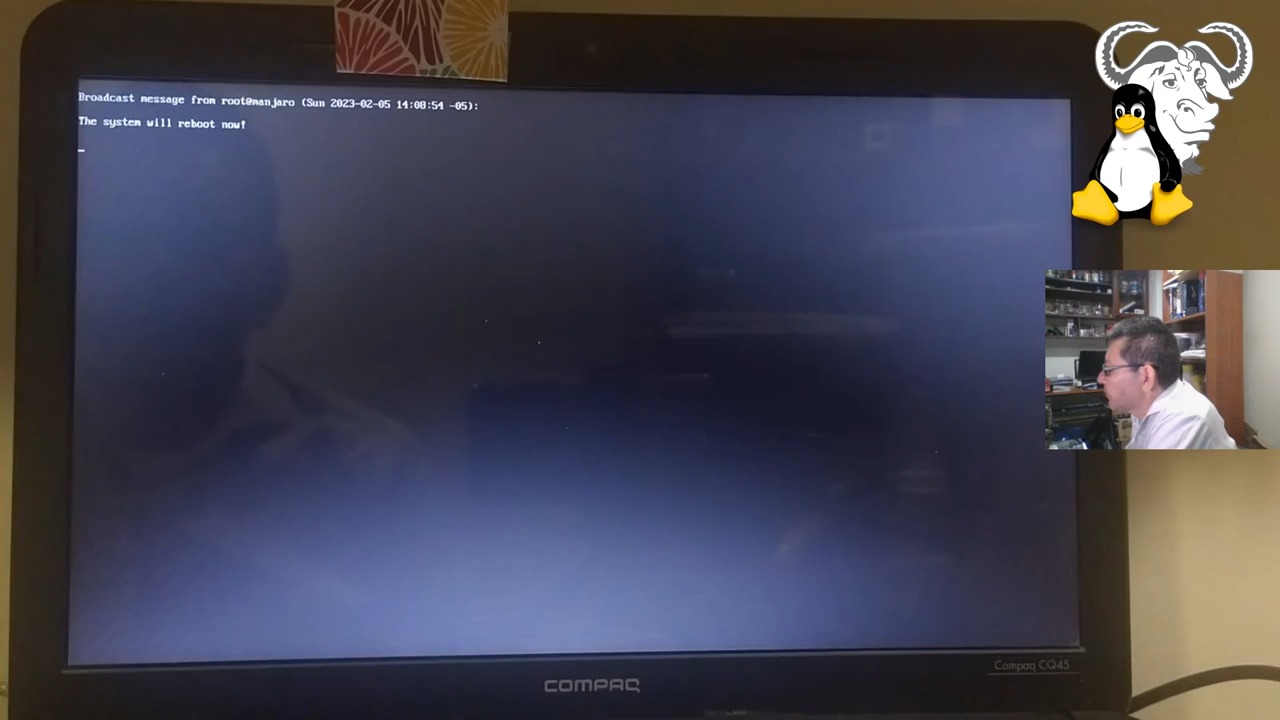 Broadcast message from root@manjaro (Sun 2023-02-05 14:08:54 -05):
The system will reboot now!
Compaq CQ45
COMPAQ